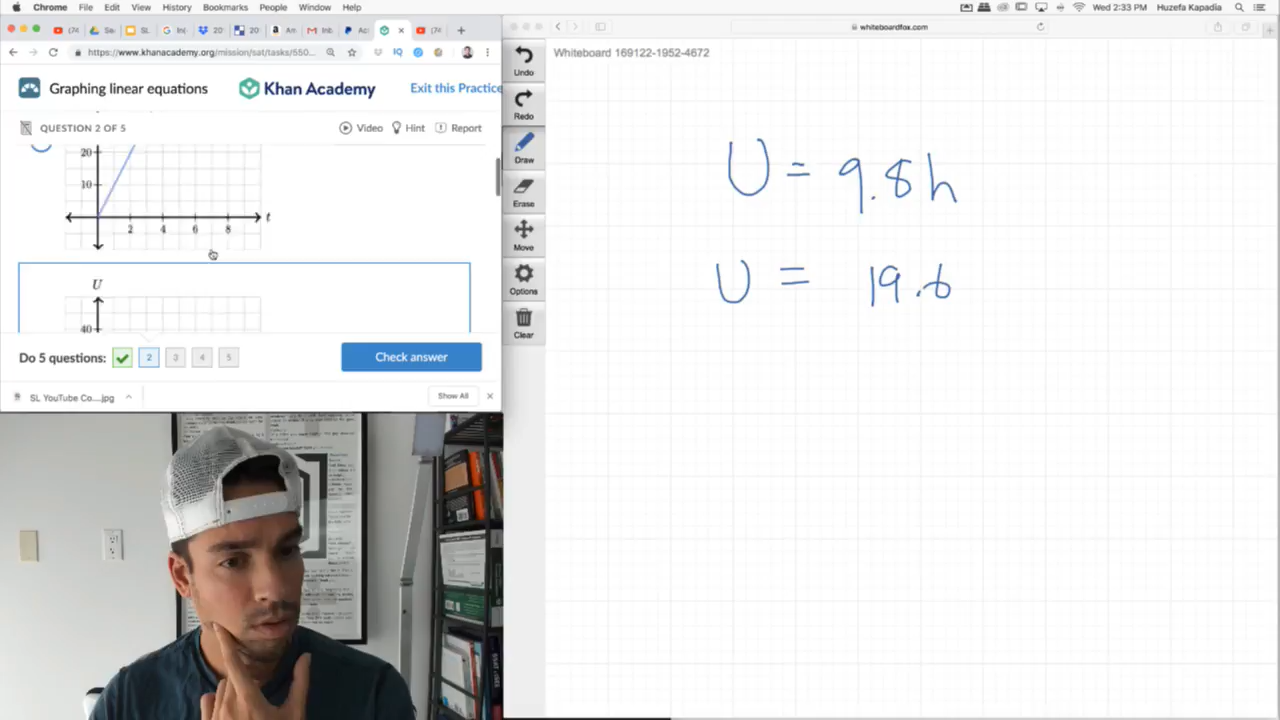 Chrome File Edit View History Bookmarks People Window Help
Wed 2:33 PM Huzefa Kapadia
https://www.khanacademy.org/mission/sat/tasks/550
whiteboardfox.com
Whiteboard 169122-1952-4672
Graphing linear equations
Khan Academy
Exit this Practice
QUESTION 2 OF 5
Video
Hint
Report
20
10
2 4 6 8
t
U
40
Do 5 questions: 2 3 4 5
Check answer
SL YouTube Co....jpg
Show All
Undo
Redo
Draw
Erase
Move
Options
Clear
U = 9.8h
U = 19.6